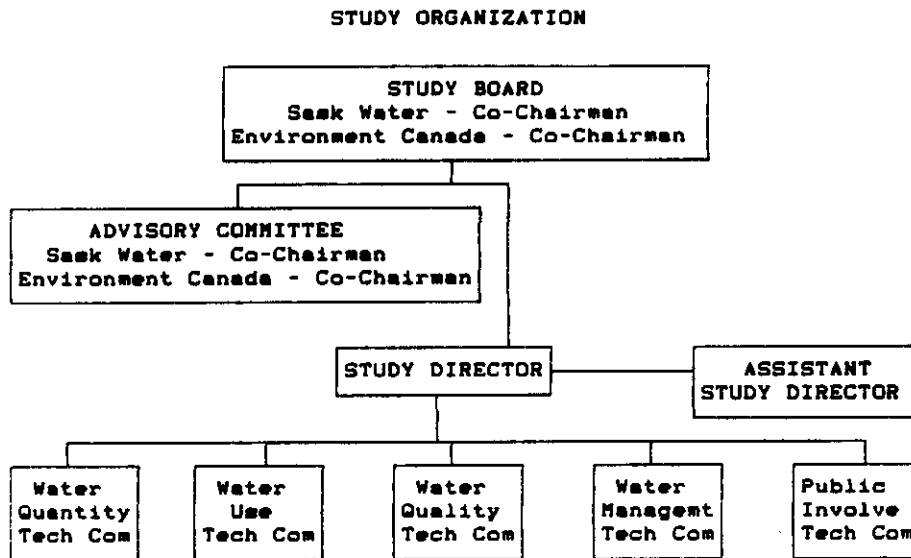 STUDY ORGANIZATION
STUDY BOARD
Sask Water - Co-Chairman
Environment Canada - Co-Chairman
ADVISORY COMMITTEE
Sask Water - Co-Chairman
Environment Canada - Co-Chairman
STUDY DIRECTOR
ASSISTANT
STUDY DIRECTOR
Water
Quantity
Tech Com
Water
Use
Tech Com
Water
Quality
Tech Com
Water
Managemt
Tech Com
Public
Involve
Tech Com